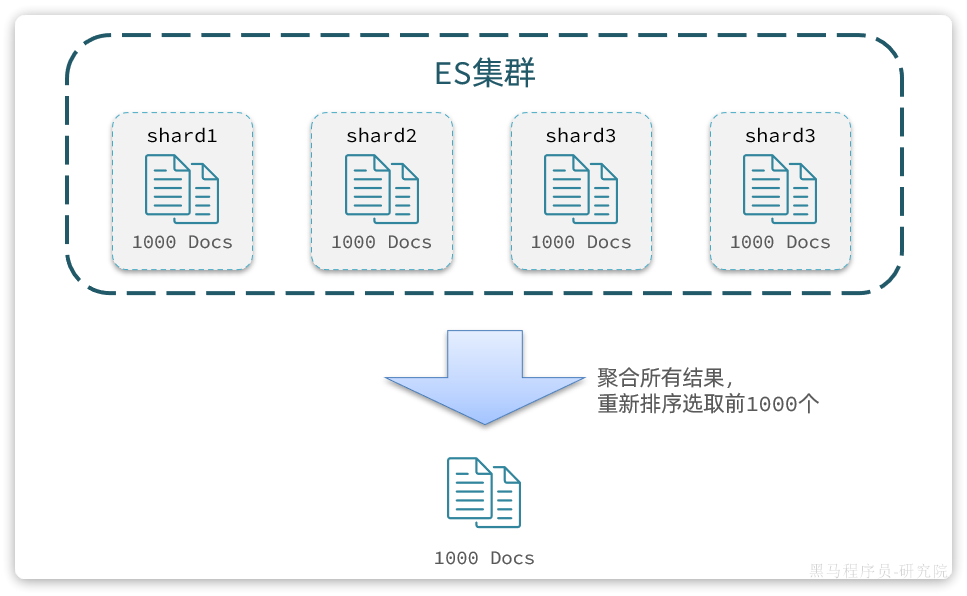 ES集群
shard1
shard2
shard3
shard3
1000 Docs
1000 Docs
1000 Docs
1000 Docs
聚合所有结果，
重新排序选取前1000个
1000 Docs
黑马程序员-研究院